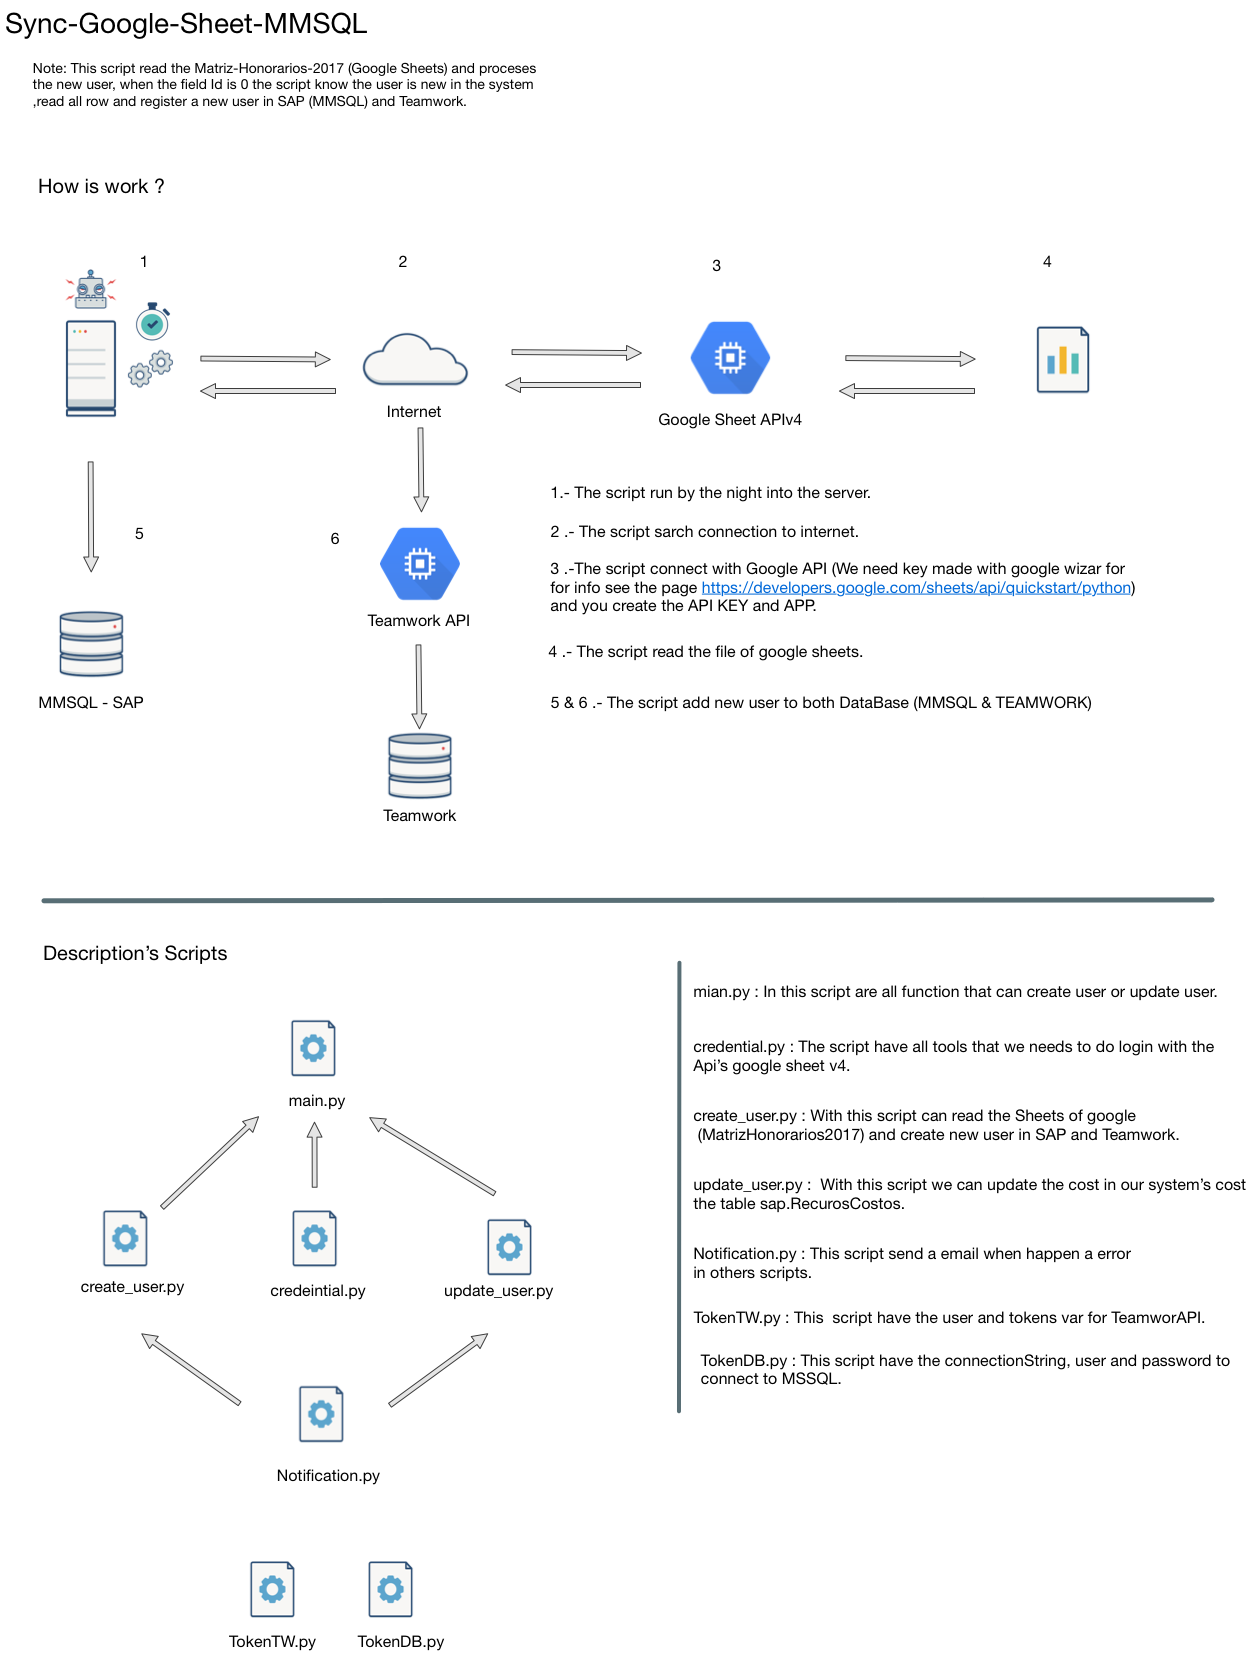 Sync-Google-Sheet-MMSQL
Note: This script read the Matriz-Honorarios-2017 (Google Sheets) and proceses
the new user, when the field Id is 0 the script know the user is new in the system
,read all row and register a new user in SAP (MMSQL) and Teamwork.
How is work ?
1
2
3
4
Internet
Google Sheet APIv4
5
6
Teamwork API
MMSQL - SAP
Teamwork
1.- The script run by the night into the server.
2 .- The script sarch connection to internet.
3 .-The script connect with Google API (We need key made with google wizar for
for info see the page https://developers.google.com/sheets/api/quickstart/python)
and you create the API KEY and APP.
4 .- The script read the file of google sheets.
5 & 6 .- The script add new user to both DataBase (MMSQL & TEAMWORK)
Description’s Scripts
main.py
create_user.py
credeintial.py
update_user.py
Notification.py
TokenTW.py
TokenDB.py
mian.py : In this script are all function that can create user or update user.
credential.py : The script have all tools that we needs to do login with the
Api’s google sheet v4.
create_user.py : With this script can read the Sheets of google
(MatrizHonorarios2017) and create new user in SAP and Teamwork.
update_user.py :  With this script we can update the cost in our system’s cost
the table sap.RecurosCostos.
Notification.py : This script send a email when happen a error
in others scripts.
TokenTW.py : This  script have the user and tokens var for TeamworAPI.
TokenDB.py : This script have the connectionString, user and password to
connect to MSSQL.